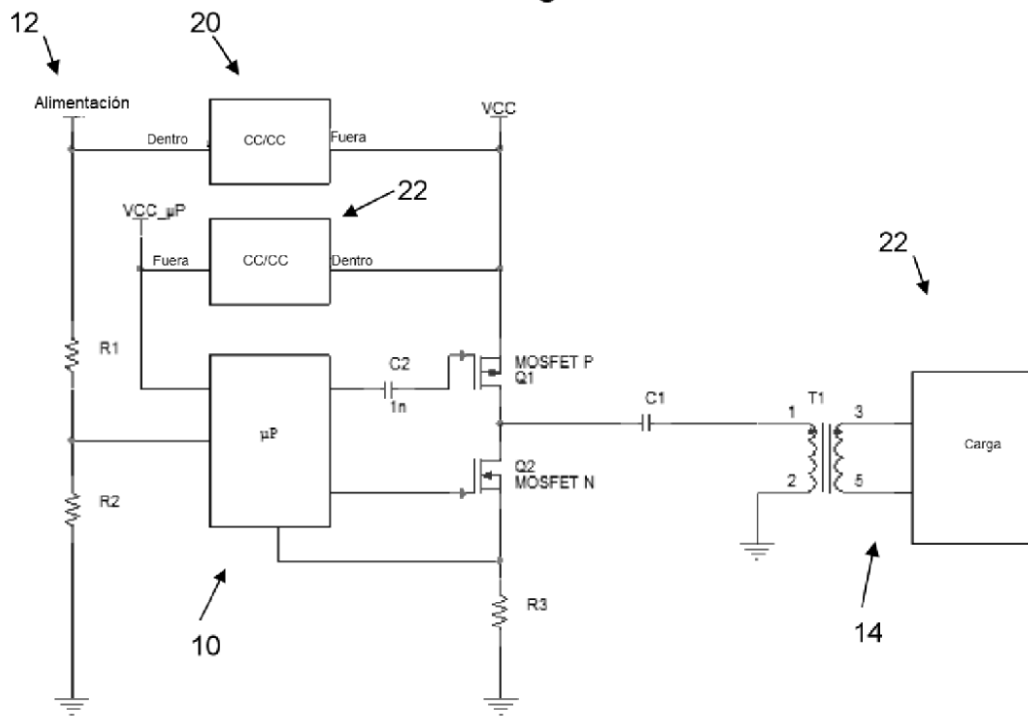 12
20
Alimentación
VCC
Dentro
CC/CC
Fuera
VCC_µP
22
Fuera
CC/CC
Dentro
22
R1
C2
1n
MOSFET P
Q1
C1
1
T1
3
µP
Carga
Q2
MOSFET N
2
5
R2
R3
10
14